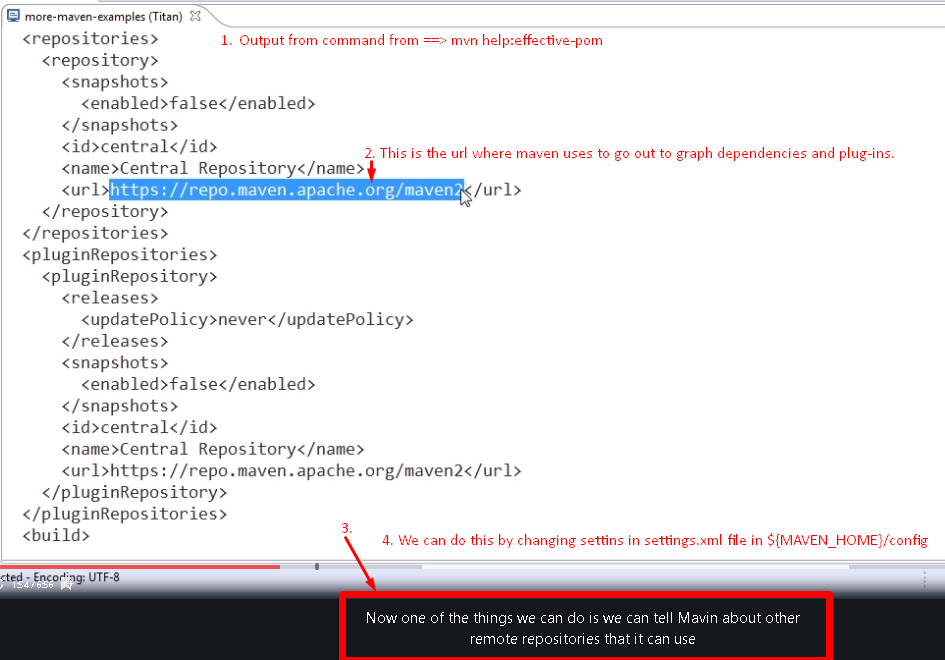 more-maven-examples (Titan)
<repositories>
1. Output from command from ==> mvn help:effective-pom
<repository>
<snapshots>
<enabled>false</enabled>
</snapshots>
<id>central</id>
2. This is the url where maven uses to go out to graph dependencies and plug-ins.
<name>Central Repository</name>
<url>https://repo.maven.apache.org/maven2</url>
</repository>
</repositories>
<pluginRepositories>
<pluginRepository>
<releases>
<updatePolicy>never</updatePolicy>
</releases>
<snapshots>
<enabled>false</enabled>
</snapshots>
<id>central</id>
<name>Central Repository</name>
<url>https://repo.maven.apache.org/maven2</url>
</pluginRepository>
</pluginRepositories>
3.
<build>
4. We can do this by changing settins in settings.xml file in ${MAVEN_HOME}/config
cted - Encoding: UTF-8
1:54 / 6:56
Now one of the things we can do is we can tell Mavin about other
remote repositories that it can use